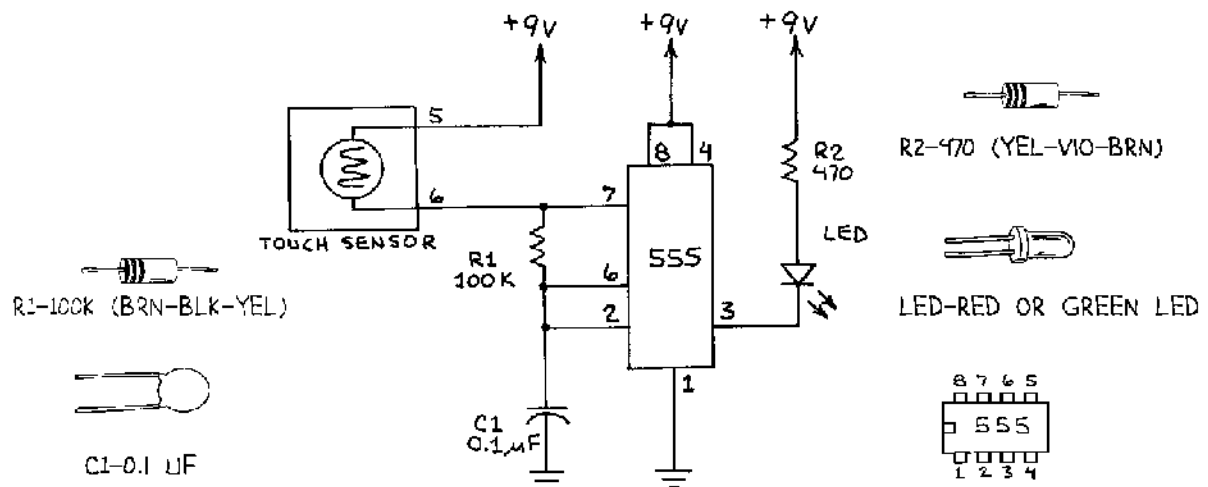 +9V
+9V
+9V
5
6
TOUCH SENSOR
8
4
7
R1
100K
6
2
555
3
1
R2
470
LED
C1
0.1µF
R1-100K (BRN-BLK-YEL)
C1-0.1 µF
R2-470 (YEL-VIO-BRN)
LED-RED OR GREEN LED
8 7 6 5
555
1 2 3 4